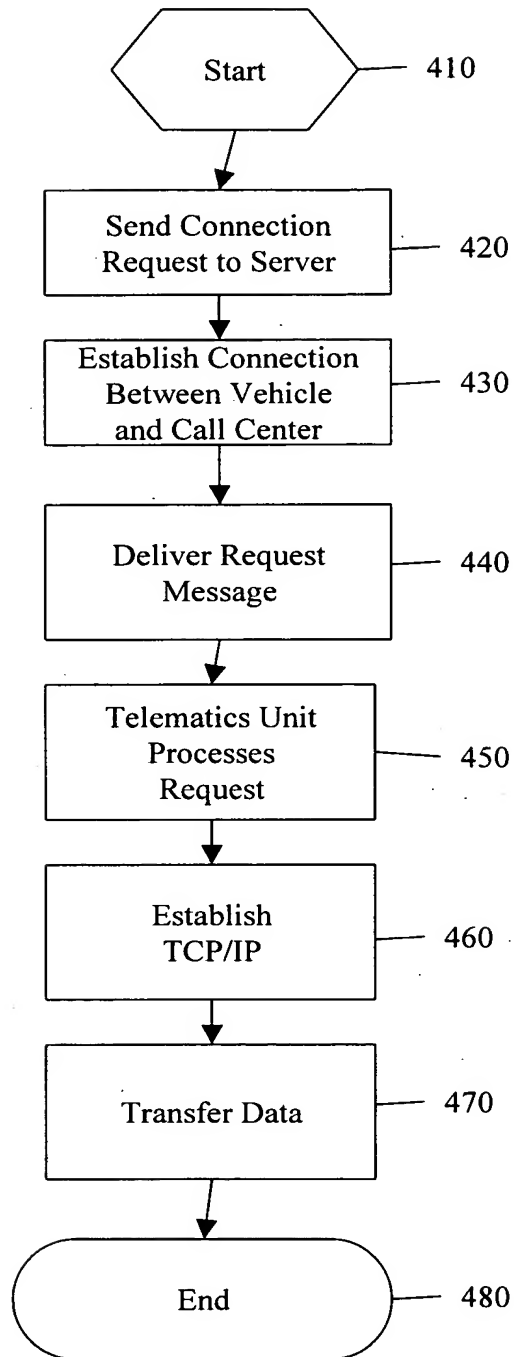 Start
410
Send Connection
Request to Server
420
Establish Connection
Between Vehicle
and Call Center
430
Deliver Request
Message
440
Telematics Unit
Processes
Request
450
Establish
TCP/IP
460
Transfer Data
470
End
480